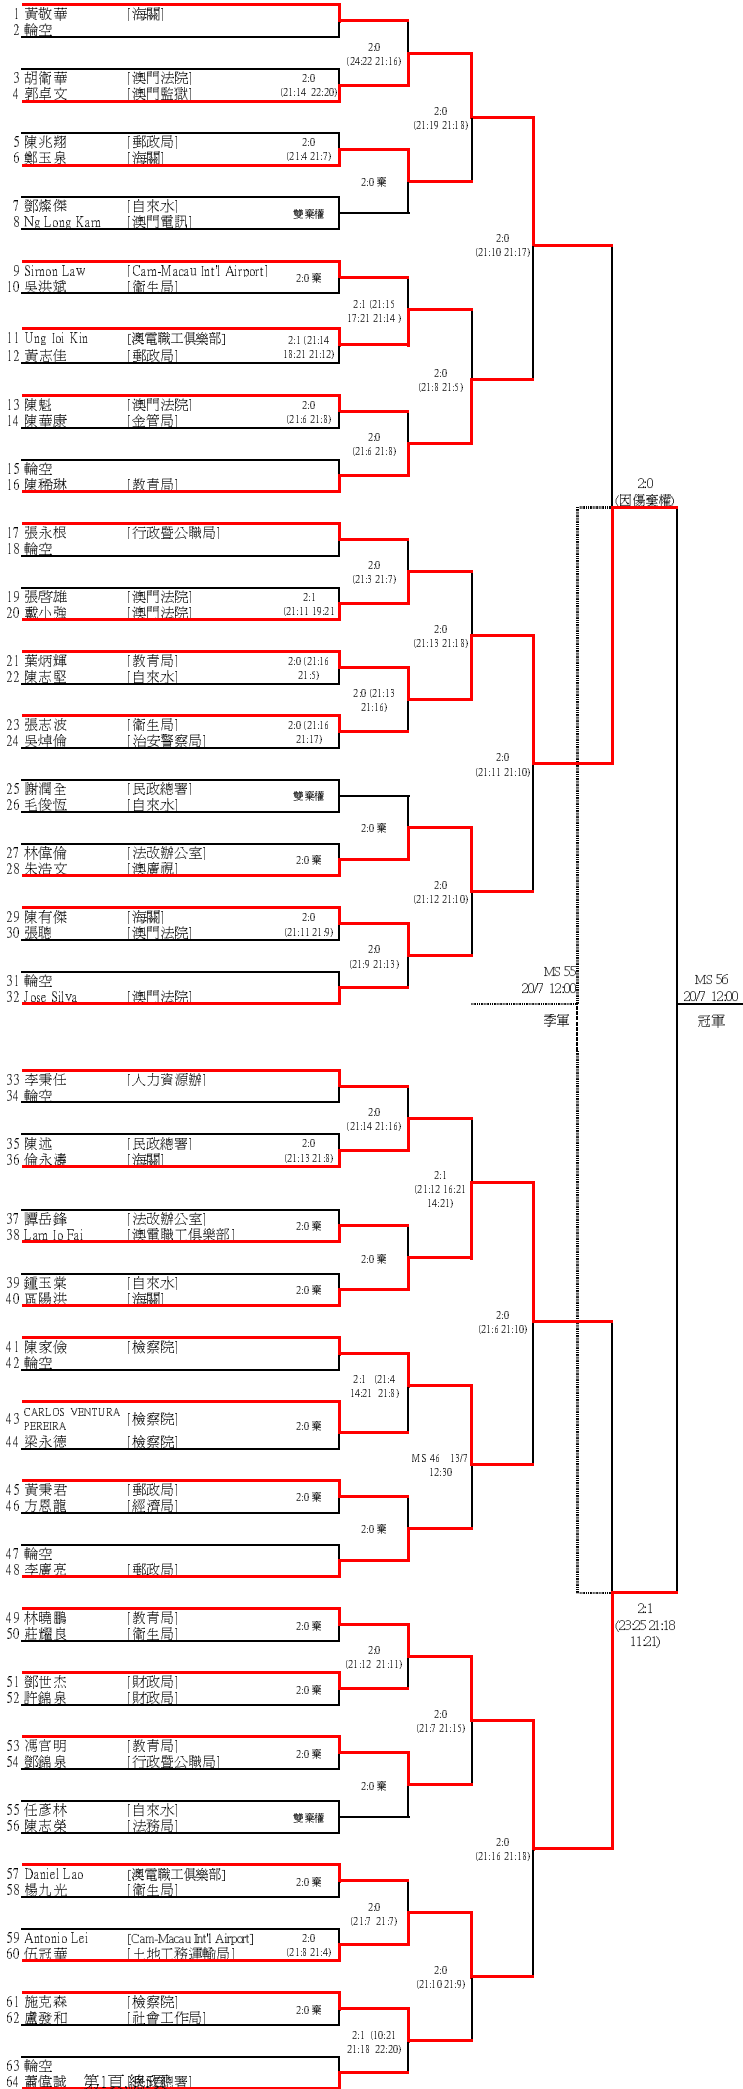 1 黃敬華 [海關]
2 輪空
2:0
(24:22 21:16)
3 胡衛華 [澳門法院] 2:0
4 郭卓文 [澳門監獄] (21:14 22:20)
2:0
(21:19 21:18)
5 陳兆翔 [郵政局] 2:0
6 鄭玉泉 [海關] (21:4 21:7)
2:0 棄
7 鄧燦傑 [自來水] 雙棄權
8 Ng Long Kam [澳門電訊]
2:0
(21:10 21:17)
9 Simon Law [Cam-Macau Int'l Airport] 2:0 棄
10 吳洪斌 [衛生局]
2:1 (21:15
17:21 21:14 )
11 Ung Ioi Kin [澳電職工俱樂部] 2:1 (21:14
12 黃志佳 [郵政局] 18:21 21:12)
2:0
(21:8 21:5)
13 陳魁 [澳門法院] 2:0
14 陳華康 [金管局] (21:6 21:8)
2:0
(21:6 21:8)
15 輪空
16 陳稀琳 [教青局]
2:0
(因傷棄權)
17 張永根 [行政暨公職局]
18 輪空
2:0
(21:3 21:7)
19 張啓雄 [澳門法院] 2:1
20 戴小強 [澳門法院] (21:11 19:21
2:0
(21:13 21:18)
21 葉炳輝 [教青局] 2:0 (21:16
22 陳志堅 [自來水] 21:5)
2:0 (21:13
21:16)
23 張志波 [衛生局] 2:0 (21:16
24 吳焯倫 [治安警察局] 21:17)
2:0
(21:11 21:10)
25 謝潤全 [民政總署] 雙棄權
26 毛俊恆 [自來水]
2:0 棄
27 林偉倫 [法改辦公室] 2:0 棄
28 朱浩文 [澳廣視]
2:0
(21:12 21:10)
29 陳有傑 [海關] 2:0
30 張聰 [澳門法院] (21:11 21:9)
2:0
(21:9 21:13)
31 輪空
32 Jose Silva [澳門法院]
MS 55
20/7 12:00
季軍
MS 56
20/7 12:00
冠軍
33 李秉任 [人力資源辦]
34 輪空
2:0
(21:14 21:16)
35 陳述 [民政總署] 2:0
36 倫永濤 [海關] (21:13 21:8)
2:1
(21:12 16:21
14:21)
37 譚岳鋒 [法改辦公室] 2:0 棄
38 Lam Io Fai [澳電職工俱樂部]
2:0 棄
39 鍾玉棠 [自來水] 2:0 棄
40 區陽洪 [海關]
2:0
(21:6 21:10)
41 陳家儉 [檢察院]
42 輪空
2:1 (21:4
14:21 21:8)
43 CARLOS VENTURA
PEREIRA [檢察院] 2:0 棄
44 梁永德 [檢察院]
MS 46 13/7
12:30
45 黃秉君 [郵政局] 2:0 棄
46 方恩龍 [經濟局]
2:0 棄
47 輪空
48 李廣亮 [郵政局]
49 林曉鵬 [教青局] 2:0 棄
50 莊耀良 [衛生局]
2:1
(23:25 21:18
11:21)
2:0
(21:12 21:11)
51 鄧世杰 [財政局] 2:0 棄
52 許錦泉 [財政局]
2:0
(21:7 21:15)
53 馮官明 [教青局] 2:0 棄
54 鄧錦泉 [行政暨公職局]
2:0 棄
55 任彥林 [自來水] 雙棄權
56 陳志榮 [法務局]
2:0
(21:16 21:18)
57 Daniel Lao [澳電職工俱樂部] 2:0 棄
58 楊九光 [衛生局]
2:0
(21:7 21:7)
59 Antonio Lei [Cam-Macau Int'l Airport] 2:0
60 伍冠華 [土地工務運輸局] (21:8 21:4)
2:0
(21:10 21:9)
61 施克森 [檢察院] 2:0 棄
62 盧發和 [社會工作局]
2:1 (10:21
21:18 22:20)
63 輪空
64 蕭偉誠 第1頁